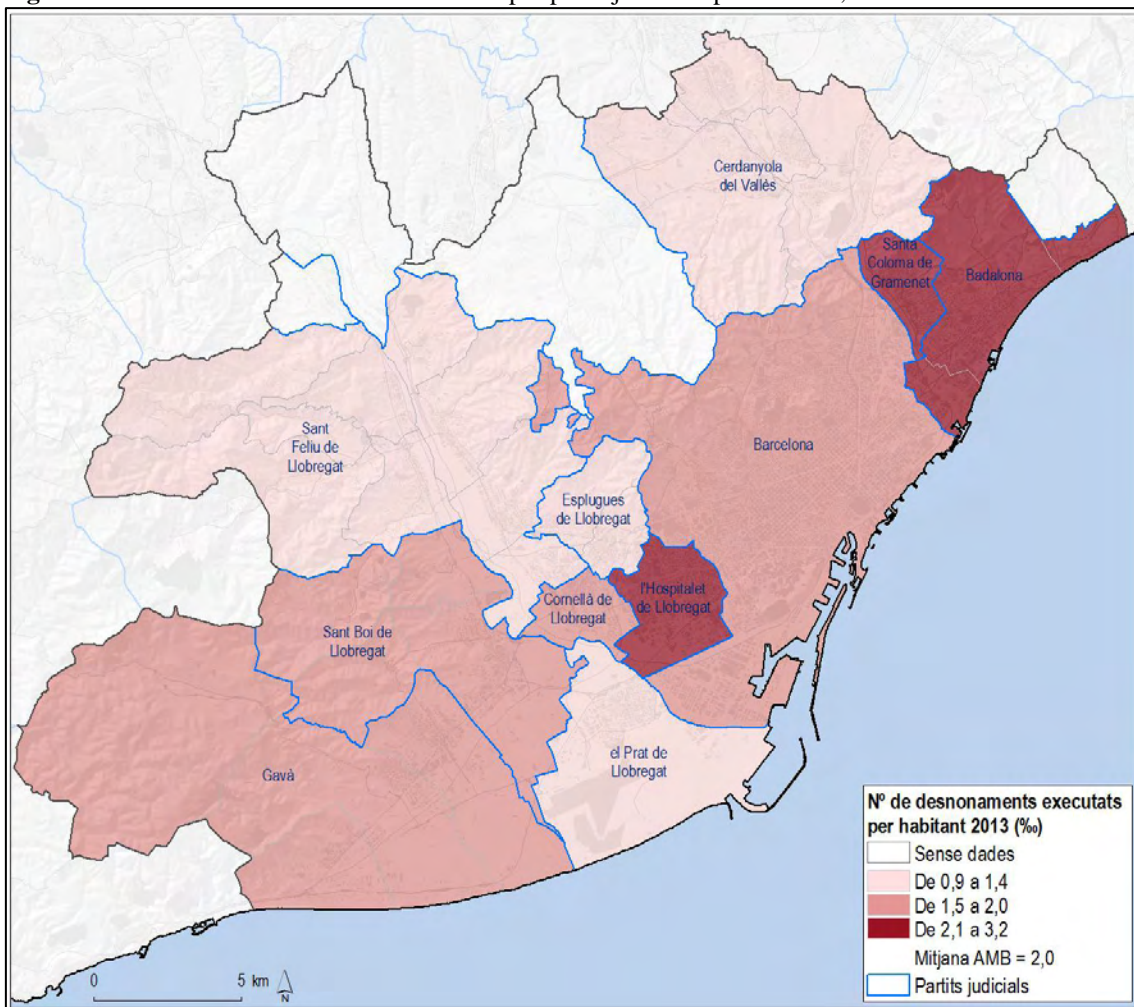 Cerdanyola
del Vallès
Santa
Coloma de
Gramenet
Badalona
Sant
Feliu de
Llobregat
Barcelona
Esplugues
de Llobregat
l'Hospitalet
de Llobregat
Cornellà de
Llobregat
Sant Boi de
Llobregat
el Prat de
Llobregat
Gavà
Nº de desnonaments executats
per habitant 2013 (‰)
Sense dades
De 0,9 a 1,4
De 1,5 a 2,0
De 2,1 a 3,2
Mitjana AMB = 2,0
Partits judicials
0 5 km
N